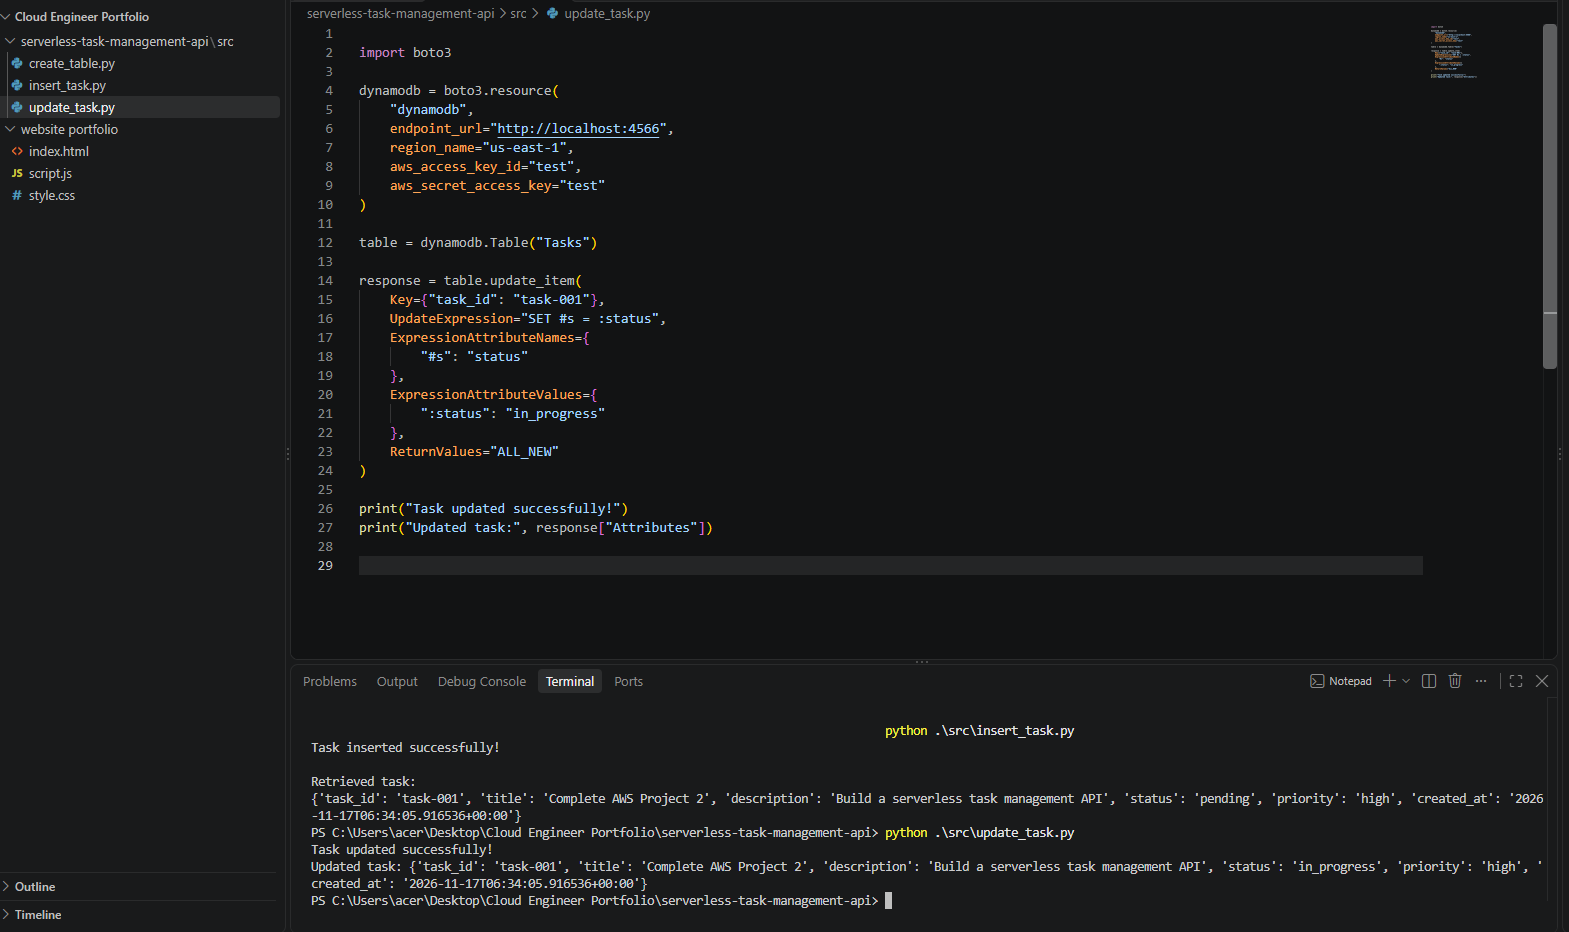 Cloud Engineer Portfolio
serverless-task-management-api\src
create_table.py
insert_task.py
update_task.py
website portfolio
index.html
JS script.js
# style.css
Outline
Timeline
serverless-task-management-api > src > update_task.py
1
2 import boto3
3
4 dynamodb = boto3.resource(
5     "dynamodb",
6     endpoint_url="http://localhost:4566",
7     region_name="us-east-1",
8     aws_access_key_id="test",
9     aws_secret_access_key="test"
10 )
11
12 table = dynamodb.Table("Tasks")
13
14 response = table.update_item(
15     Key={"task_id": "task-001"},
16     UpdateExpression="SET #s = :status",
17     ExpressionAttributeNames={
18         "#s": "status"
19     },
20     ExpressionAttributeValues={
21         ":status": "in_progress"
22     },
23     ReturnValues="ALL_NEW"
24 )
25
26 print("Task updated successfully!")
27 print("Updated task:", response["Attributes"])
28
29
Problems Output Debug Console Terminal Ports Notepad
python .\src\insert_task.py
Task inserted successfully!
Retrieved task:
{'task_id': 'task-001', 'title': 'Complete AWS Project 2', 'description': 'Build a serverless task management API', 'status': 'pending', 'priority': 'high', 'created_at': '2026
-11-17T06:34:05.916536+00:00'}
PS C:\Users\acer\Desktop\Cloud Engineer Portfolio\serverless-task-management-api> python .\src\update_task.py
Task updated successfully!
Updated task: {'task_id': 'task-001', 'title': 'Complete AWS Project 2', 'description': 'Build a serverless task management API', 'status': 'in_progress', 'priority': 'high', '
created_at': '2026-11-17T06:34:05.916536+00:00'}
PS C:\Users\acer\Desktop\Cloud Engineer Portfolio\serverless-task-management-api>